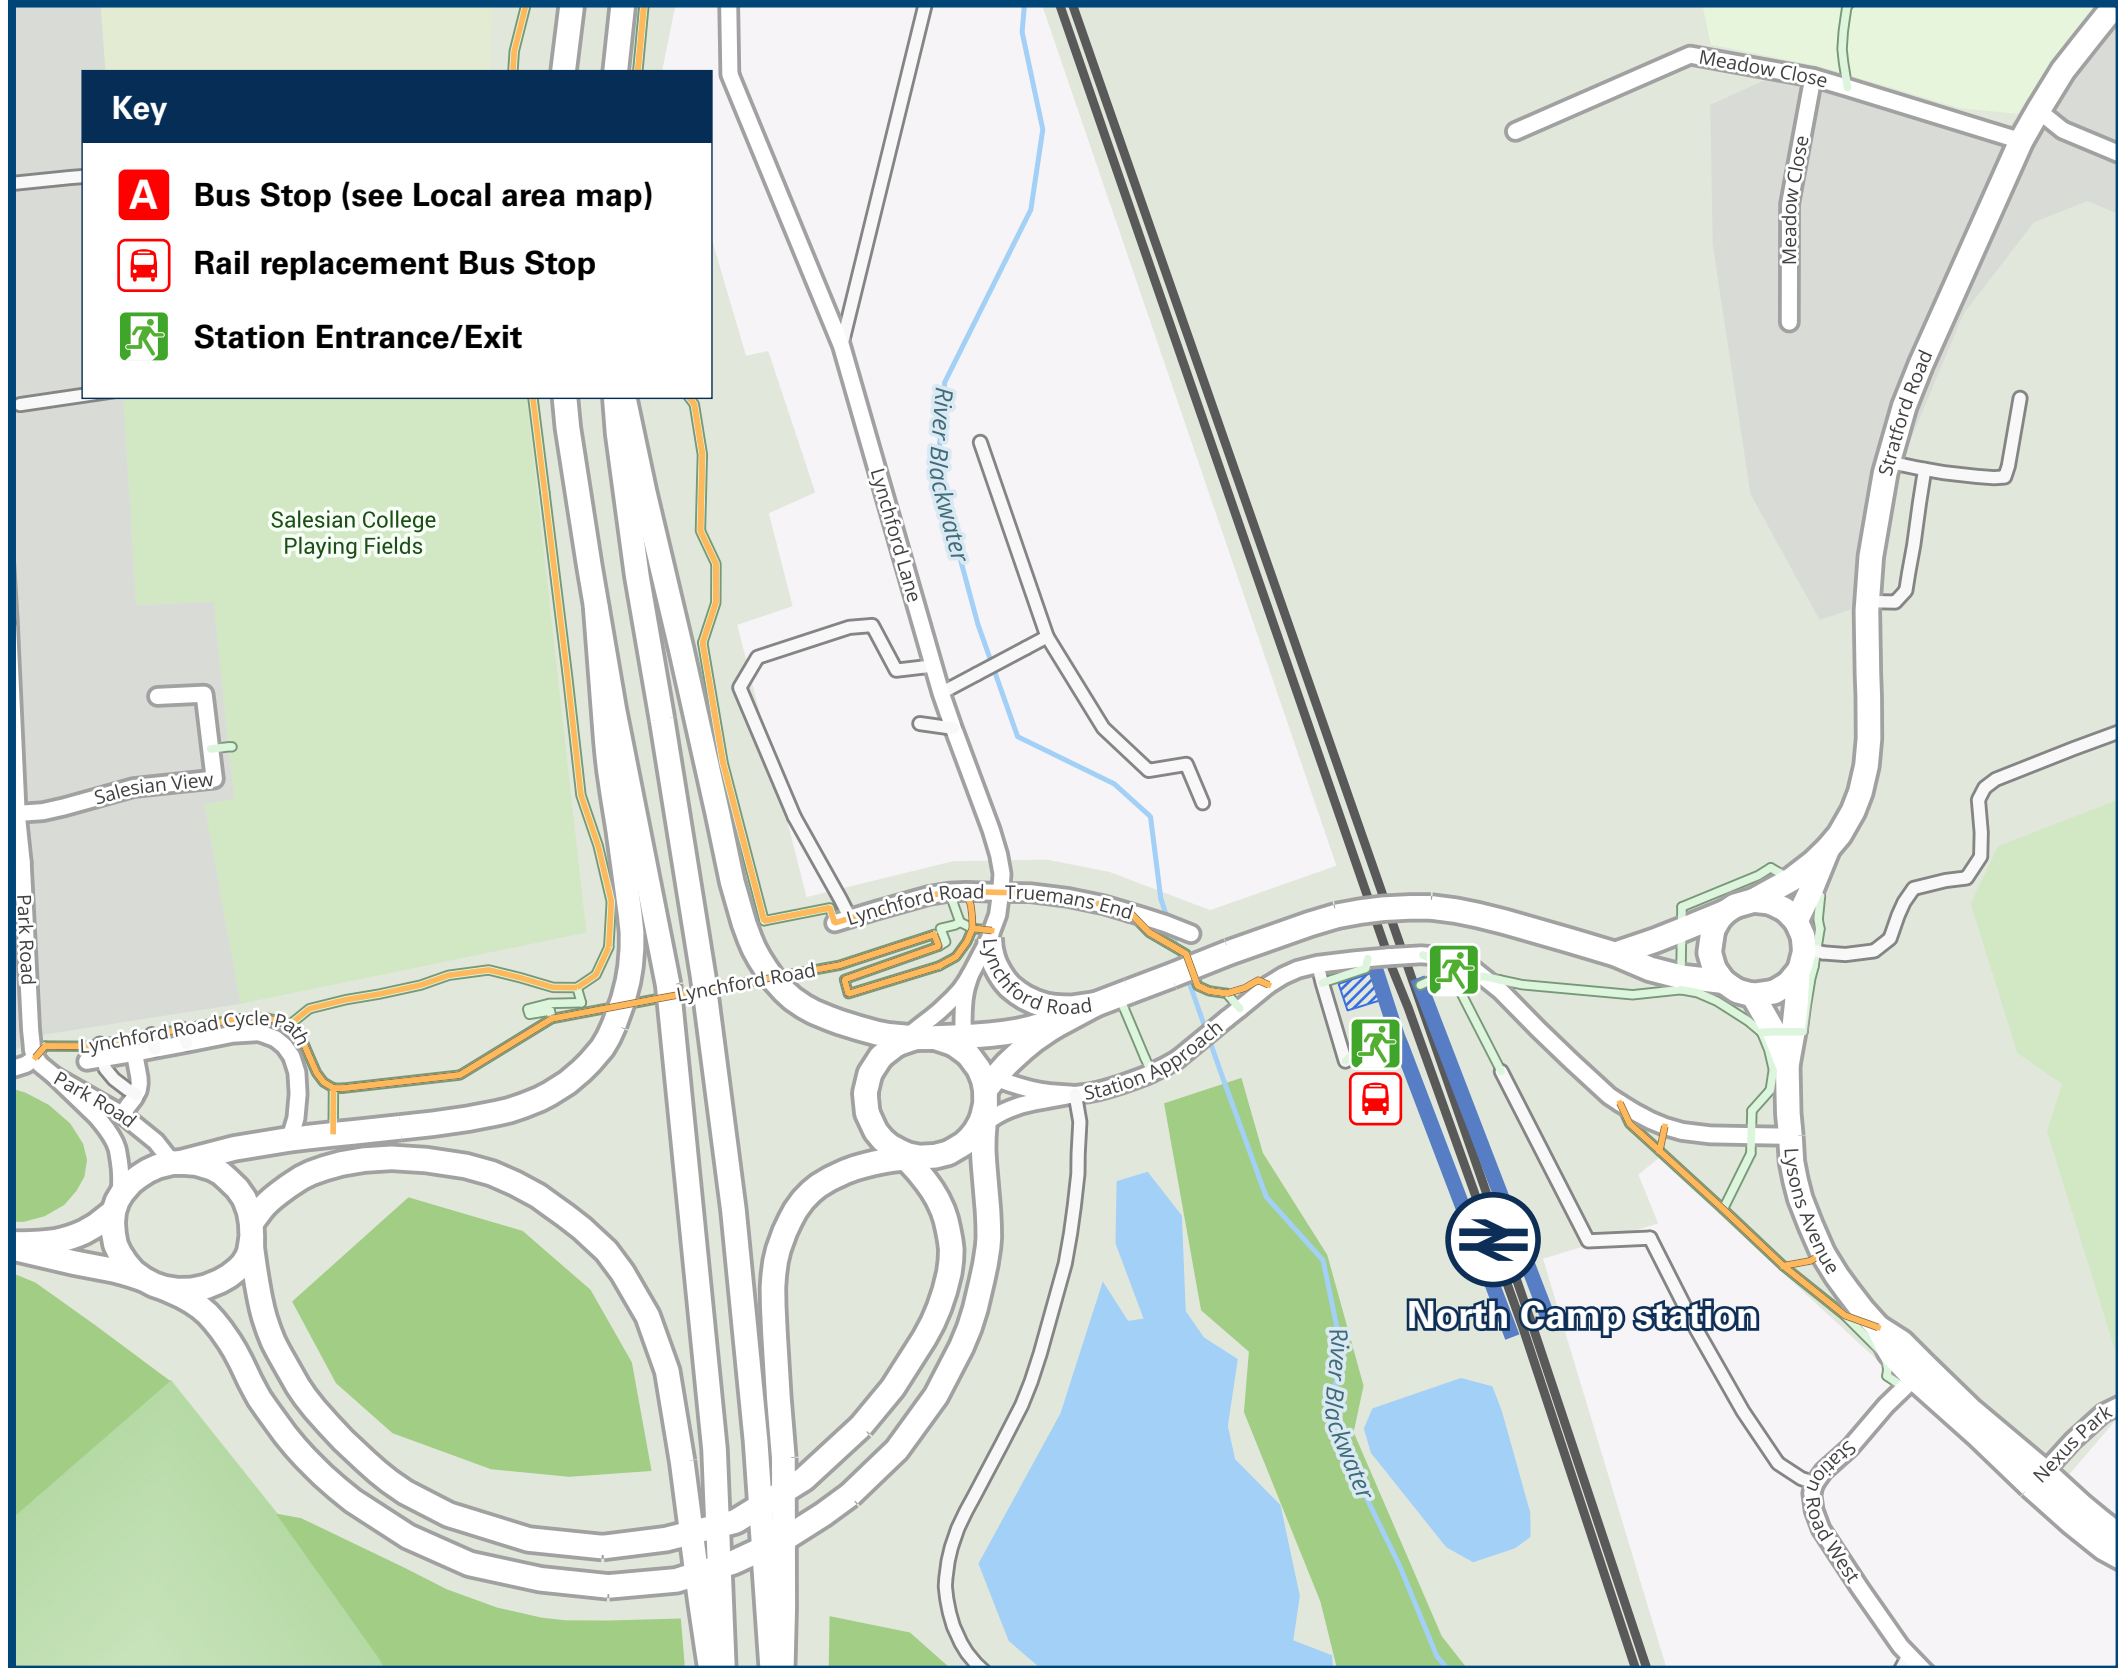 Key
A
Bus Stop (see Local area map)
Rail replacement Bus Stop
Station Entrance/Exit
Meadow Close
Meadow Close
Stratford Road
River Blackwater
Lynchford Lane
Salesian College
Playing Fields
Salesian View
Park Road
Lynchford Road
Truemans End
Lynchford Road
Lynchford Road
Lynchford Road Cycle Path
Park Road
Station Approach
Lysons Avenue
North Camp station
River Blackwater
Nexus Park
Station Road West